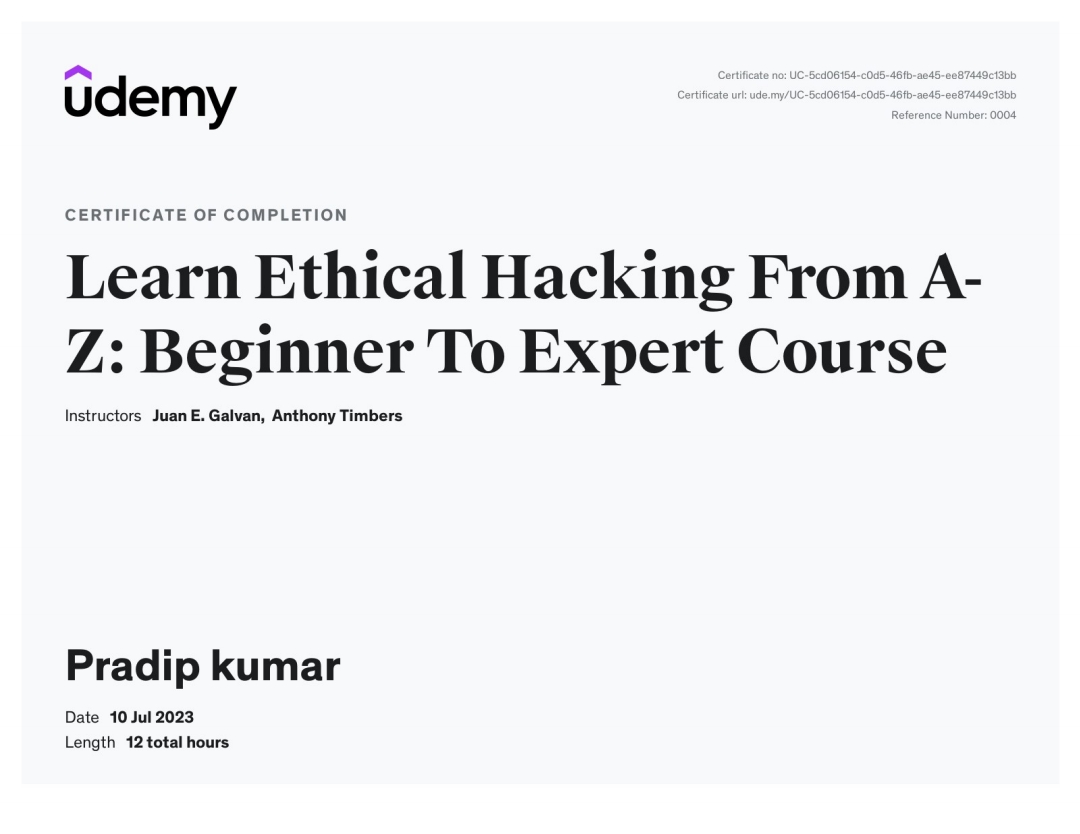 udemy
Certificate no: UC-5cd06154-c0d5-46fb-ae45-ee87449c13bb
Certificate url: ude.my/UC-5cd06154-c0d5-46fb-ae45-ee87449c13bb
Reference Number: 0004
CERTIFICATE OF COMPLETION
Learn Ethical Hacking From A-
Z: Beginner To Expert Course
Instructors Juan E. Galvan, Anthony Timbers
Pradip kumar
Date 10 Jul 2023
Length 12 total hours